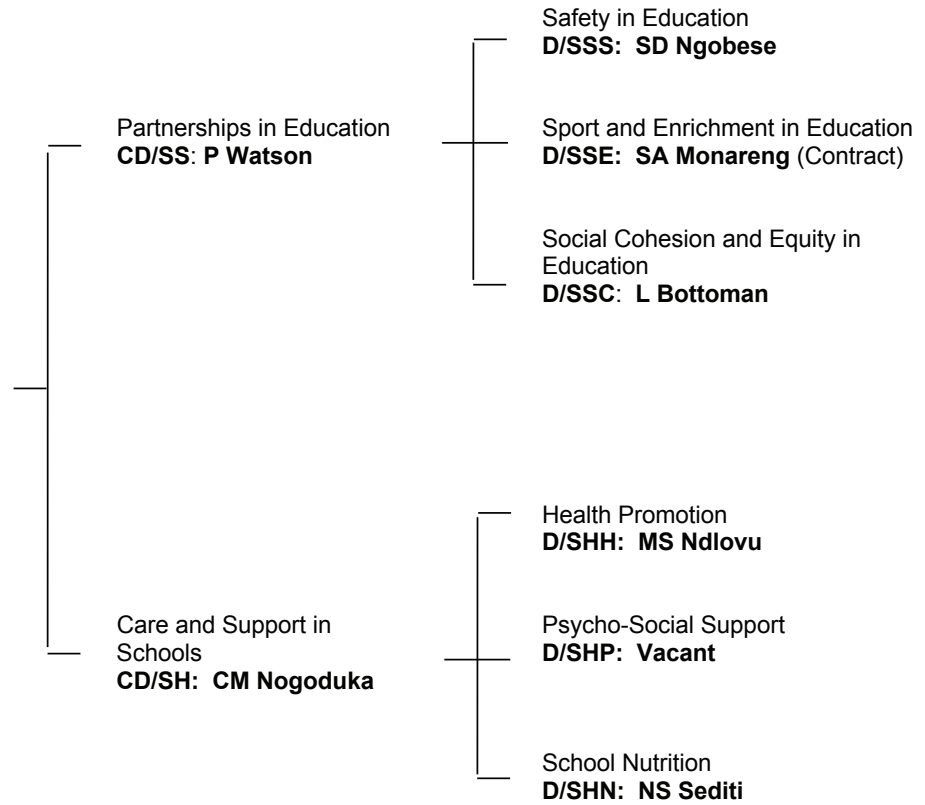 Partnerships in Education
CD/SS: P Watson
Safety in Education
D/SSS: SD Ngobese
Sport and Enrichment in Education
D/SSE: SA Monareng (Contract)
Social Cohesion and Equity in
Education
D/SSC: L Bottoman
Care and Support in
Schools
CD/SH: CM Nogoduka
Health Promotion
D/SHH: MS Ndlovu
Psycho-Social Support
D/SHP: Vacant
School Nutrition
D/SHN: NS Sediti